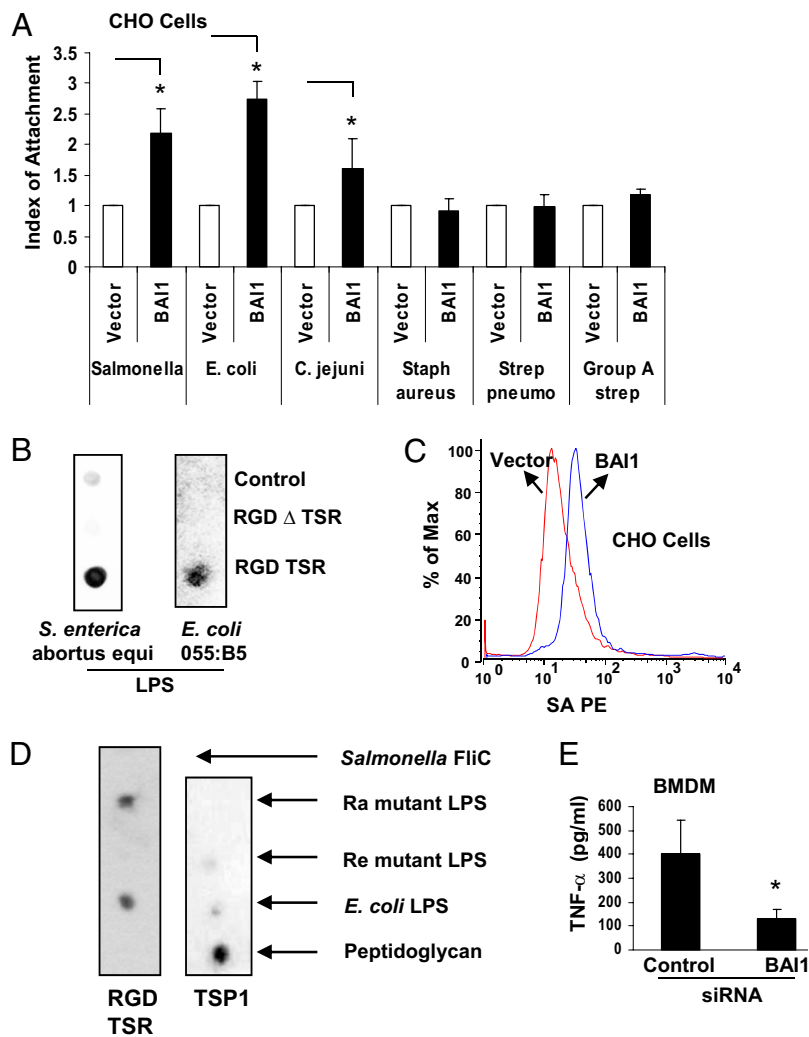 A
CHO Cells
Index of Attachment
3.5
3
2.5
2
1.5
1
0.5
0
* * *
Vector BAI1 Vector BAI1 Vector BAI1 Vector BAI1 Vector BAI1 Vector BAI1
Salmonella E. coli C. jejuni Staph aureus Strep pneumo Group A strep
B
Control
RGD Δ TSR
RGD TSR
S. enterica abortus equi
E. coli 055:B5
LPS
C
% of Max
100
80
60
40
20
0
Vector BAI1
CHO Cells
10^0 10^1 10^2 10^3 10^4
SA PE
D
Salmonella FliC
Ra mutant LPS
Re mutant LPS
E. coli LPS
Peptidoglycan
RGD TSR
TSP1
E
BMDM
TNF-α (pg/ml)
600
500
400
300
200
100
0
*
Control BAI1
siRNA